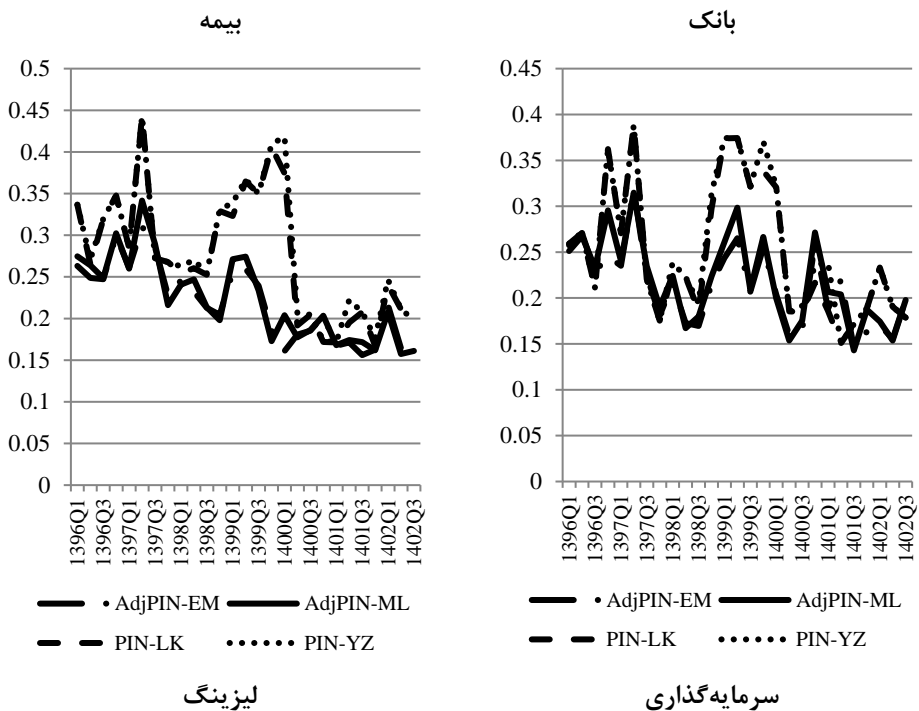 بانک
0.45
0.4
0.35
0.3
0.25
0.2
0.15
0.1
0.05
0
1396Q1
1396Q3
1397Q1
1397Q3
1398Q1
1398Q3
1399Q1
1399Q3
1400Q1
1400Q3
1401Q1
1401Q3
1402Q1
1402Q3
AdjPIN-EM
AdjPIN-ML
PIN-LK
PIN-YZ
بیمه
0.5
0.45
0.4
0.35
0.3
0.25
0.2
0.15
0.1
0.05
0
1396Q1
1396Q3
1397Q1
1397Q3
1398Q1
1398Q3
1399Q1
1399Q3
1400Q1
1400Q3
1401Q1
1401Q3
1402Q1
1402Q3
AdjPIN-EM
AdjPIN-ML
PIN-LK
PIN-YZ
سرمایه‌گذاری
لیزینگ